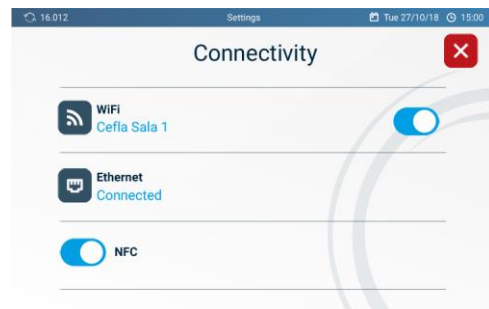 16.012 Settings Tue 27/10/18 15:00
Connectivity
WiFi
Cefla Sala 1
Ethernet
Connected
NFC